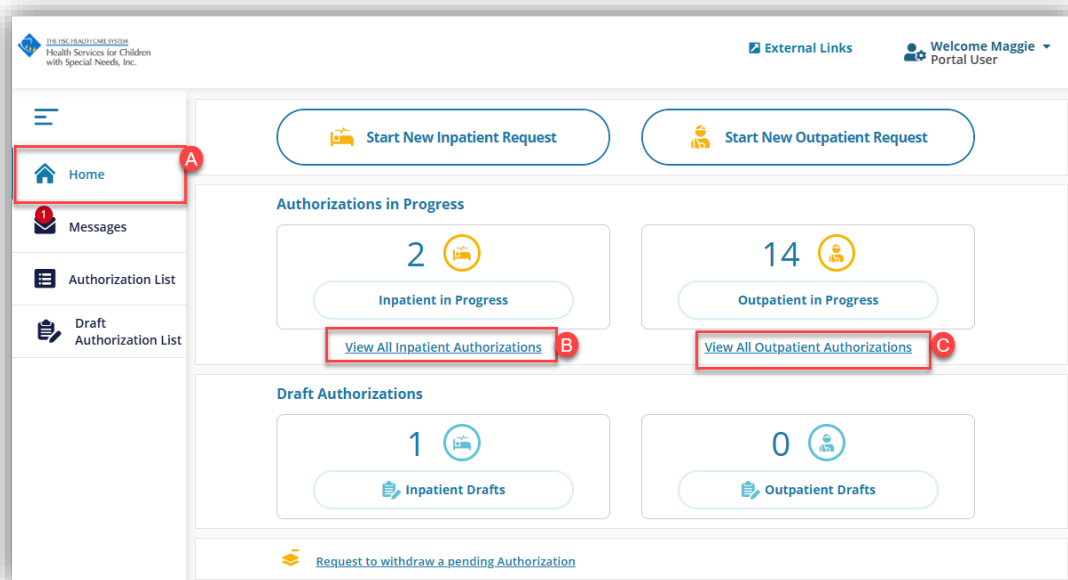 THE HSC HEALTH CARE SYSTEM
Health Services for Children
with Special Needs, Inc.
External Links
Welcome Maggie
Portal User
Start New Inpatient Request
Start New Outpatient Request
A
Home
1
Messages
Authorization List
Draft
Authorization List
Authorizations in Progress
2
14
Inpatient in Progress
Outpatient in Progress
View All Inpatient Authorizations
B
View All Outpatient Authorizations
C
Draft Authorizations
1
0
Inpatient Drafts
Outpatient Drafts
Request to withdraw a pending Authorization